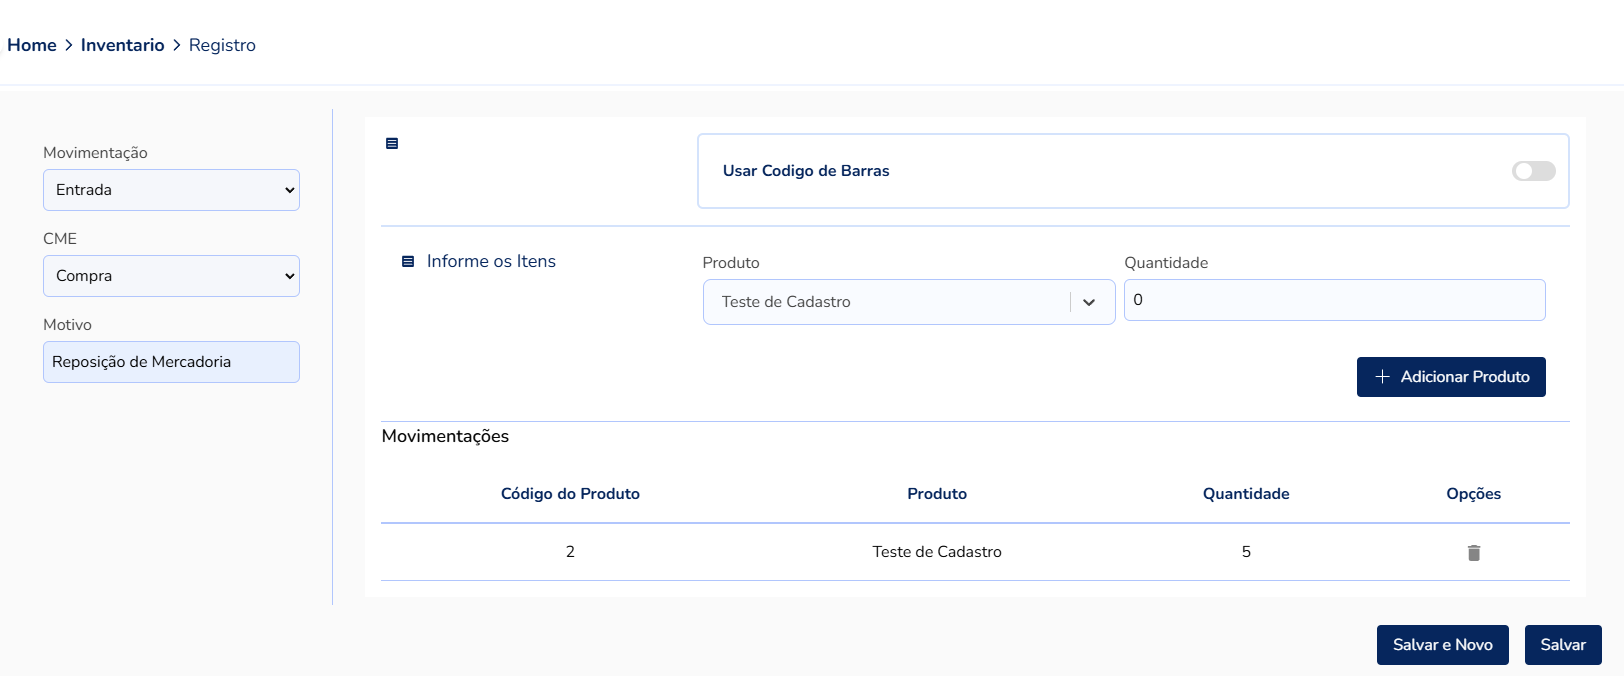 Home > Inventario > Registro
Movimentação
Entrada
CME
Compra
Motivo
Reposição de Mercadoria
Usar Codigo de Barras
Informe os Itens
Produto Quantidade
Teste de Cadastro 0
+ Adicionar Produto
Movimentações
Código do Produto Produto Quantidade Opções
2 Teste de Cadastro 5
Salvar e Novo Salvar